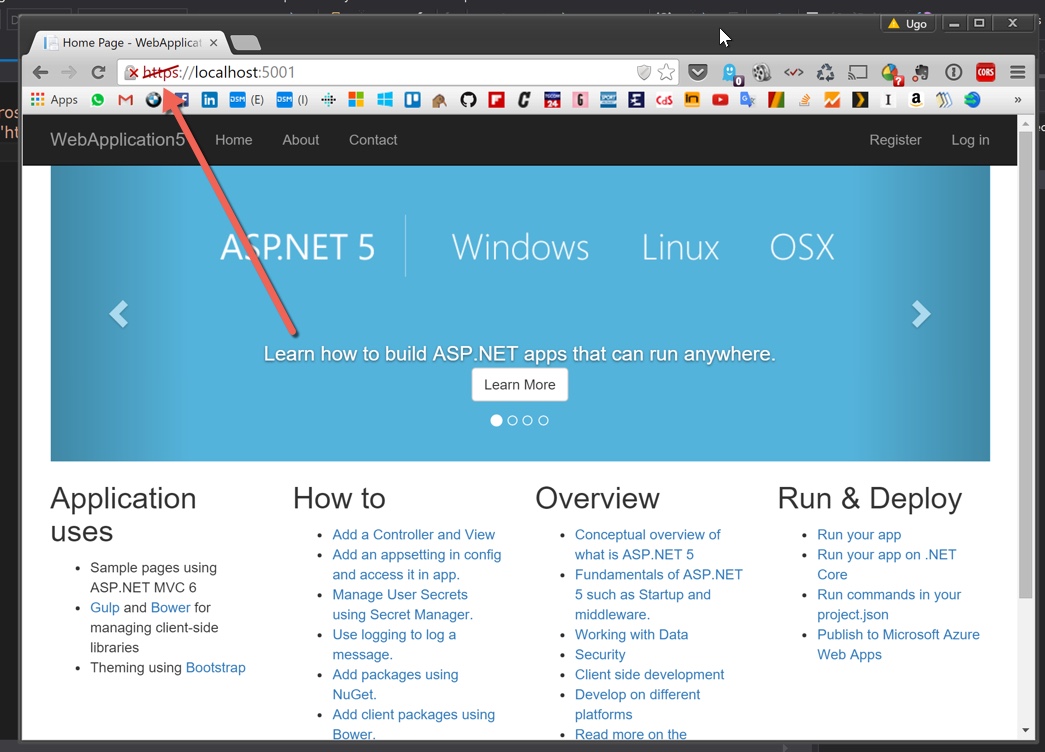 Ugo
Home Page - WebApplicat
https://localhost:5001
Apps (E) (I)
WebApplication5 Home About Contact Register Log in
ASP.NET 5 Windows Linux OSX
Learn how to build ASP.NET apps that can run anywhere.
Learn More
Application
uses
Sample pages using
ASP.NET MVC 6
Gulp and Bower for
managing client-side
libraries
Theming using Bootstrap
How to
Add a Controller and View
Add an appsetting in config
and access it in app.
Manage User Secrets
using Secret Manager.
Use logging to log a
message.
Add packages using
NuGet.
Add client packages using
Bower.
Overview
Conceptual overview of
what is ASP.NET 5
Fundamentals of ASP.NET
5 such as Startup and
middleware.
Working with Data
Security
Client side development
Develop on different
platforms
Read more on the
Run & Deploy
Run your app
Run your app on .NET
Core
Run commands in your
project.json
Publish to Microsoft Azure
Web Apps